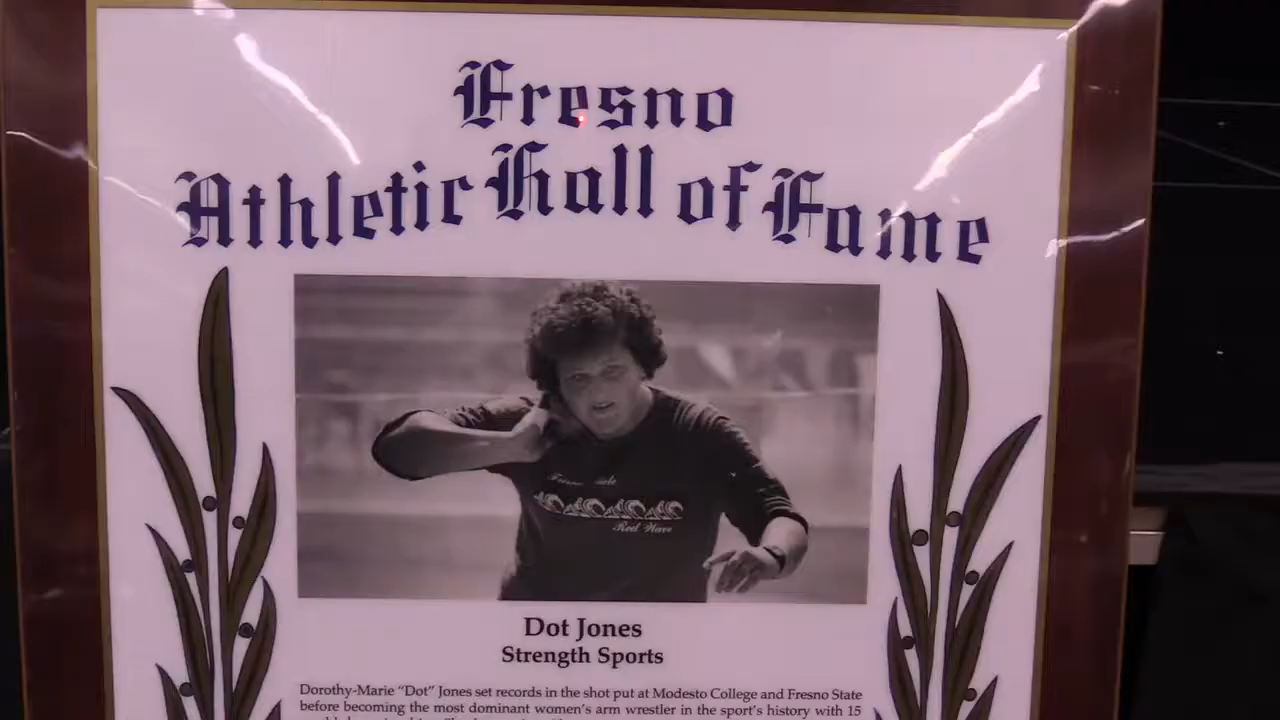 Fresno
Athletic Hall of Fame
Red Wave
Dot Jones
Strength Sports
Dorothy-Marie “Dot” Jones set records in the shot put at Modesto College and Fresno State
before becoming the most dominant women’s arm wrestler in the sport’s history with 15